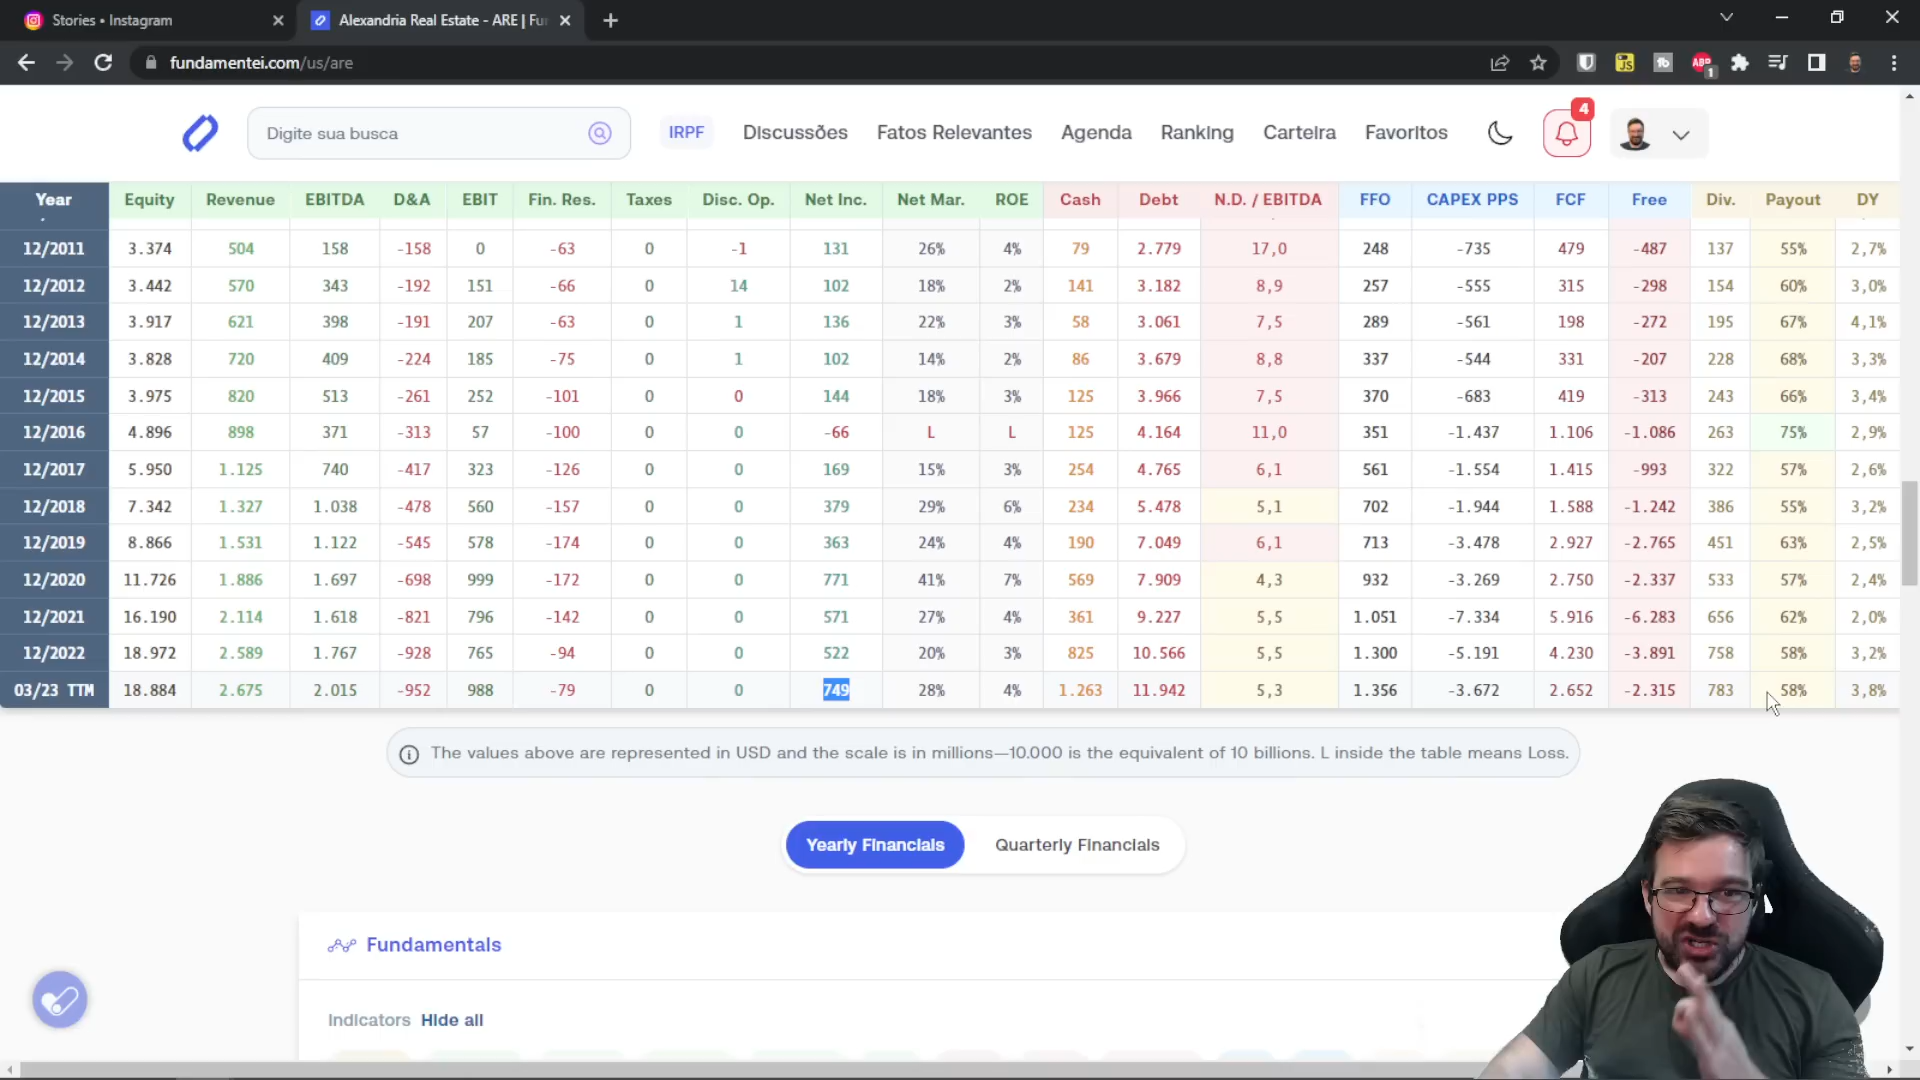 Stories • Instagram
Alexandria Real Estate - ARE | Fu
fundamentei.com/us/are
1
Digite sua busca
IRPF
Discussões
Fatos Relevantes
Agenda
Ranking
Carteira
Favoritos
4
Year Equity Revenue EBITDA D&A EBIT Fin. Res. Taxes Disc. Op. Net Inc. Net Mar. ROE Cash Debt N.D. / EBITDA FFO CAPEX PPS FCF Free Div. Payout DY
12/2011 3.374 504 158 -158 0 -63 0 -1 131 26% 4% 79 2.779 17,0 248 -735 479 -487 137 55% 2,7%
12/2012 3.442 570 343 -192 151 -66 0 14 102 18% 2% 141 3.182 8,9 257 -555 315 -298 154 60% 3,0%
12/2013 3.917 621 398 -191 207 -63 0 1 136 22% 3% 58 3.061 7,5 289 -561 198 -272 195 67% 4,1%
12/2014 3.828 720 409 -224 185 -75 0 1 102 14% 2% 86 3.679 8,8 337 -544 331 -207 228 68% 3,3%
12/2015 3.975 820 513 -261 252 -101 0 0 144 18% 3% 125 3.966 7,5 370 -683 419 -313 243 66% 3,4%
12/2016 4.896 898 371 -313 57 -100 0 0 -66 L L 125 4.164 11,0 351 -1.437 1.106 -1.086 263 75% 2,9%
12/2017 5.950 1.125 740 -417 323 -126 0 0 169 15% 3% 254 4.765 6,1 561 -1.554 1.415 -993 322 57% 2,6%
12/2018 7.342 1.327 1.038 -478 560 -157 0 0 379 29% 6% 234 5.478 5,1 702 -1.944 1.588 -1.242 386 55% 3,2%
12/2019 8.866 1.531 1.122 -545 578 -174 0 0 363 24% 4% 190 7.049 6,1 713 -3.478 2.927 -2.765 451 63% 2,5%
12/2020 11.726 1.886 1.697 -698 999 -172 0 0 771 41% 7% 569 7.909 4,3 932 -3.269 2.750 -2.337 533 57% 2,4%
12/2021 16.190 2.114 1.618 -821 796 -142 0 0 571 27% 4% 361 9.227 5,5 1.051 -7.334 5.916 -6.283 656 62% 2,0%
12/2022 18.972 2.589 1.767 -928 765 -94 0 0 522 20% 3% 825 10.566 5,5 1.300 -5.191 4.230 -3.891 758 58% 3,2%
03/23 TTM 18.884 2.675 2.015 -952 988 -79 0 0 749 28% 4% 1.263 11.942 5,3 1.356 -3.672 2.652 -2.315 783 58% 3,8%
The values above are represented in USD and the scale is in millions—10.000 is the equivalent of 10 billions. L inside the table means Loss.
Yearly Financials
Quarterly Financials
Fundamentals
Indicators Hide all